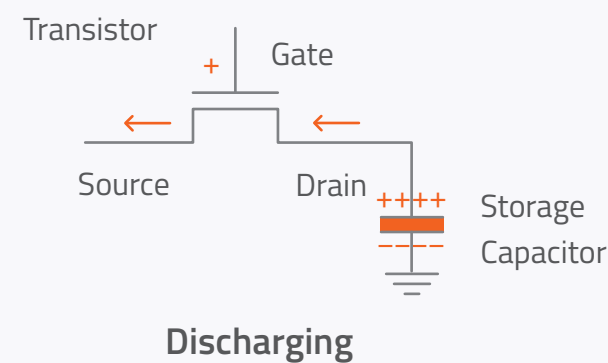 Transistor
+
Gate
Source
Drain
++++
Storage
Capacitor
----
Discharging